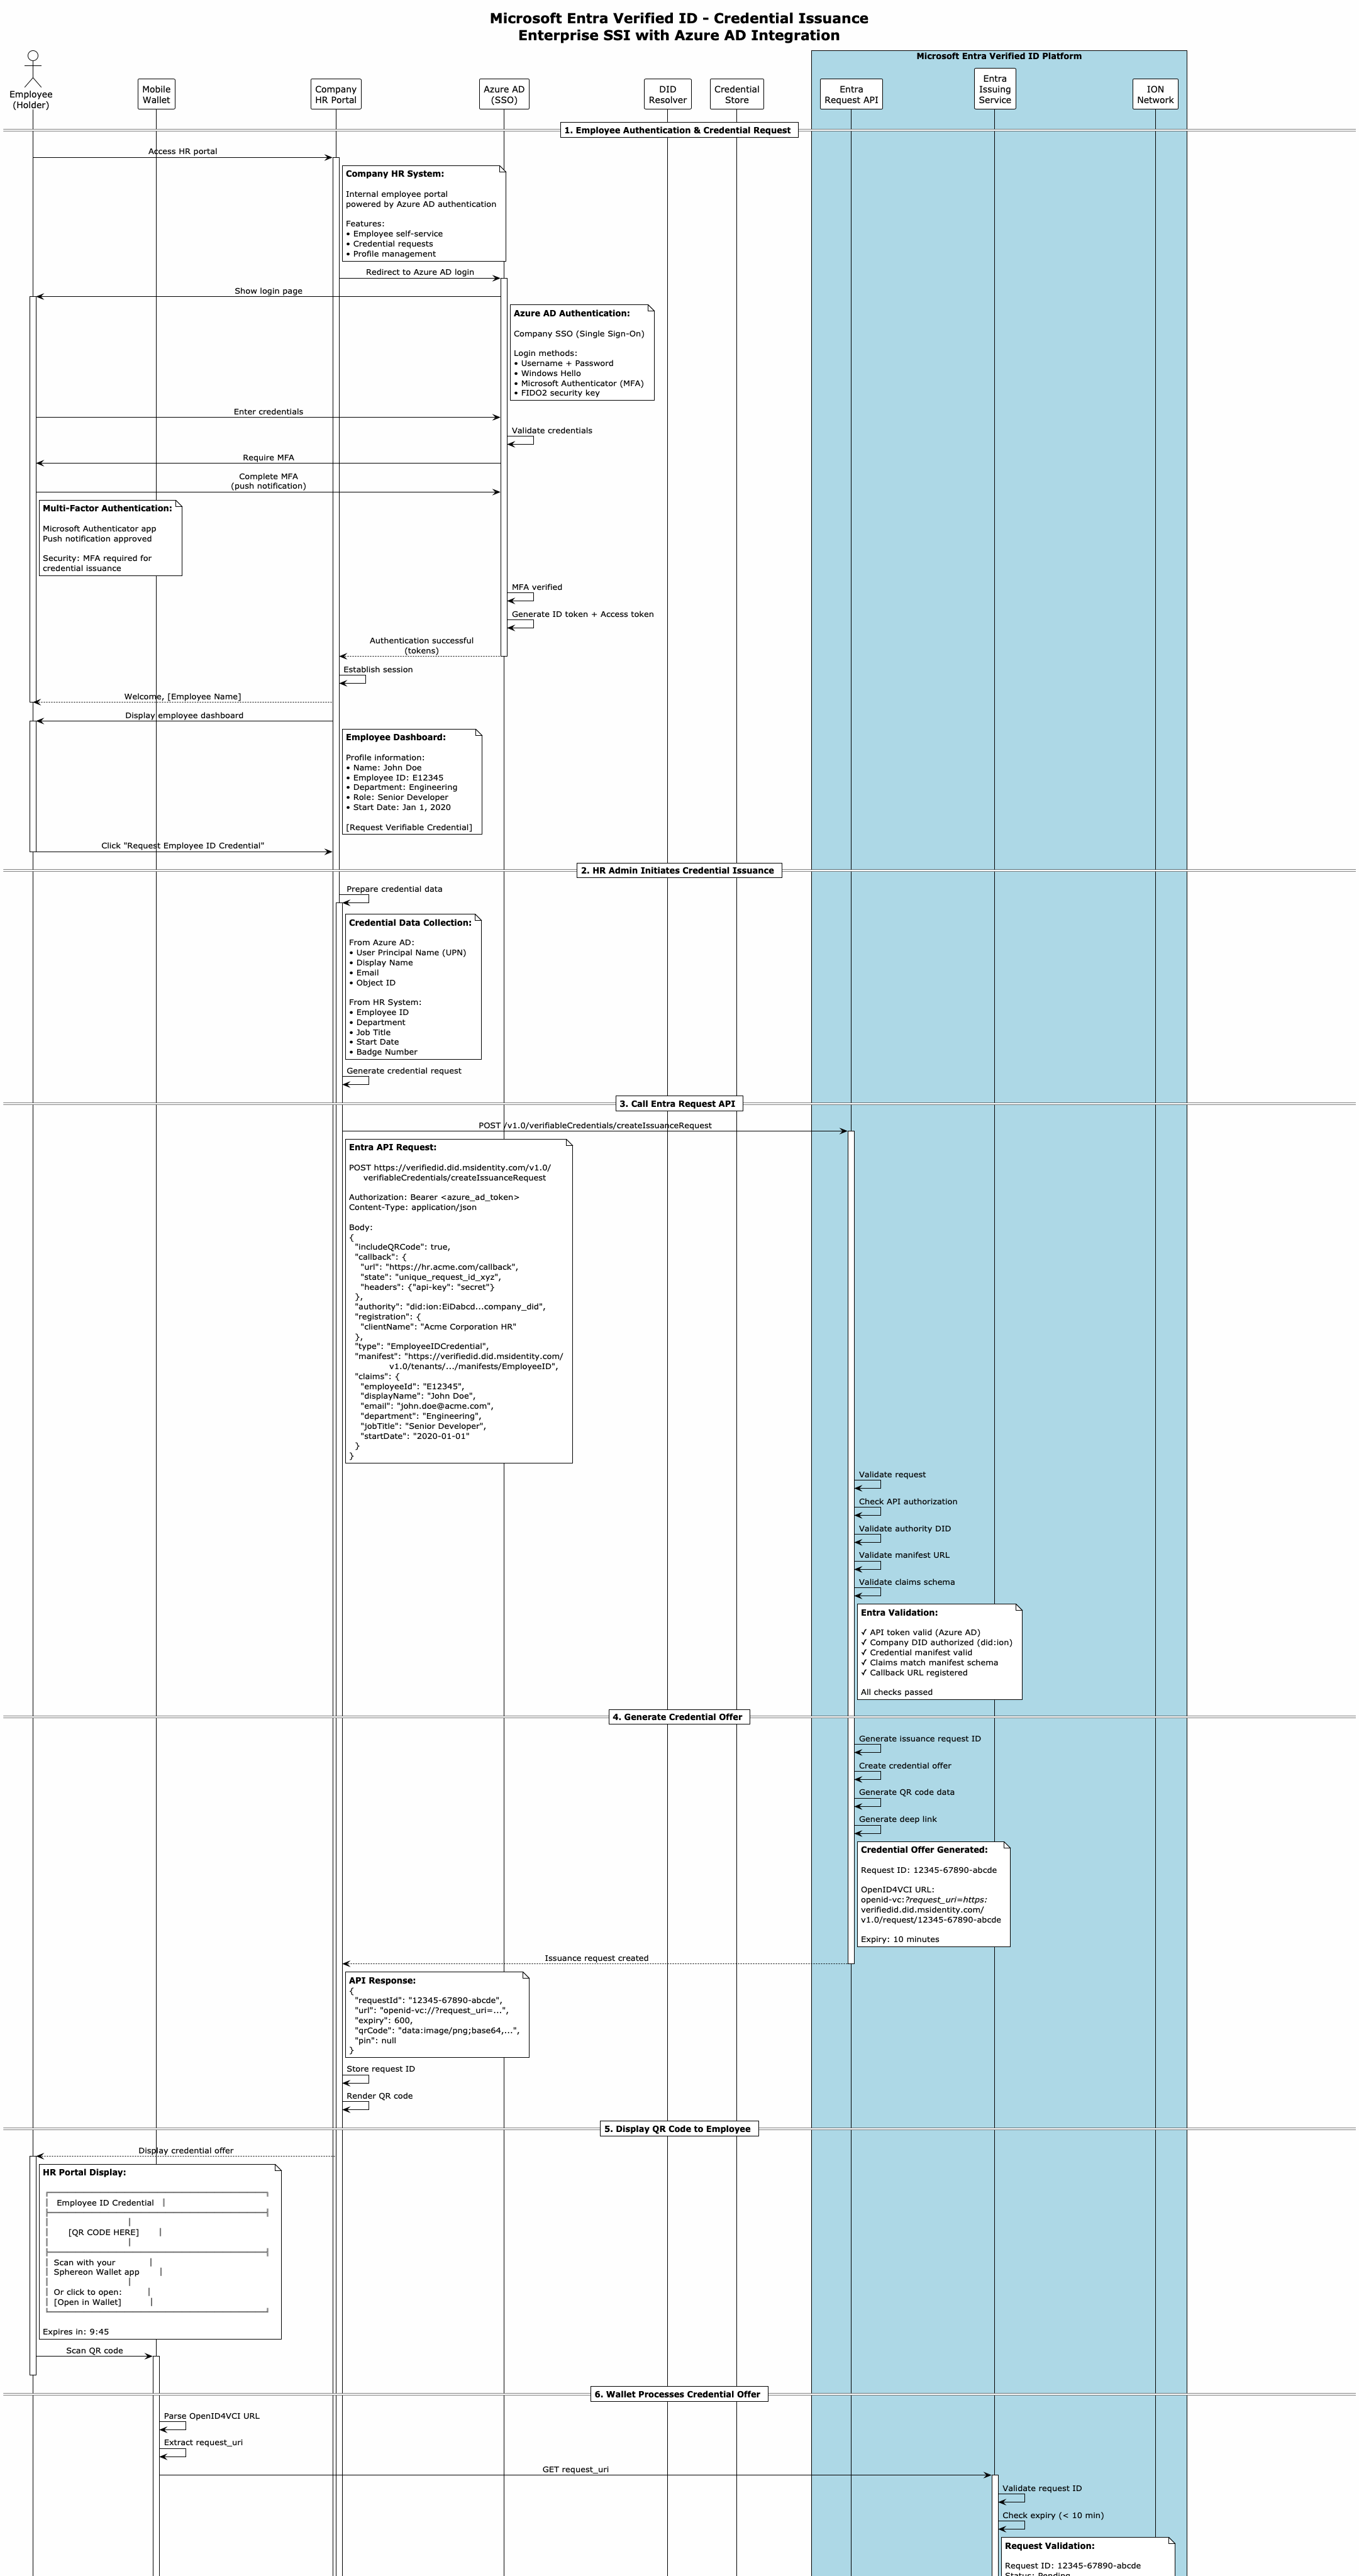 Microsoft Entra Verified ID - Credential Issuance
Enterprise SSI with Azure AD Integration
Microsoft Entra Verified ID Platform
Employee
(Holder)
Mobile
Wallet
Company
HR Portal
Azure AD
(SSO)
DID
Resolver
Credential
Store
Entra
Request API
Entra
Issuing
Service
ION
Network
1. Employee Authentication & Credential Request
Access HR portal
Company HR System:
Internal employee portal
powered by Azure AD authentication
Features:
• Employee self-service
• Credential requests
• Profile management
Redirect to Azure AD login
Show login page
Azure AD Authentication:
Company SSO (Single Sign-On)
Login methods:
• Username + Password
• Windows Hello
• Microsoft Authenticator (MFA)
• FIDO2 security key
Enter credentials
Validate credentials
Require MFA
Complete MFA
(push notification)
Multi-Factor Authentication:
Microsoft Authenticator app
Push notification approved
Security: MFA required for
credential issuance
MFA verified
Generate ID token + Access token
Authentication successful
(tokens)
Establish session
Welcome, [Employee Name]
Display employee dashboard
Employee Dashboard:
Profile information:
• Name: John Doe
• Employee ID: E12345
• Department: Engineering
• Role: Senior Developer
• Start Date: Jan 1, 2020
[Request Verifiable Credential]
Click "Request Employee ID Credential"
2. HR Admin Initiates Credential Issuance
Prepare credential data
Credential Data Collection:
From Azure AD:
• User Principal Name (UPN)
• Display Name
• Email
• Object ID
From HR System:
• Employee ID
• Department
• Job Title
• Start Date
• Badge Number
Generate credential request
3. Call Entra Request API
POST /v1.0/verifiableCredentials/createIssuanceRequest
Entra API Request:
POST https://verifiedid.did.msidentity.com/v1.0/
verifiableCredentials/createIssuanceRequest
Authorization: Bearer <azure_ad_token>
Content-Type: application/json
Body:
{
"includeQRCode": true,
"callback": {
"url": "https://hr.acme.com/callback",
"state": "unique_request_id_xyz",
"headers": {"api-key": "secret"}
},
"authority": "did:ion:EiDabcd...company_did",
"registration": {
"clientName": "Acme Corporation HR"
},
"type": "EmployeeIDCredential",
"manifest": "https://verifiedid.did.msidentity.com/
v1.0/tenants/.../manifests/EmployeeID",
"claims": {
"employeeId": "E12345",
"displayName": "John Doe",
"email": "john.doe@acme.com",
"department": "Engineering",
"jobTitle": "Senior Developer",
"startDate": "2020-01-01"
}
}
Validate request
Check API authorization
Validate authority DID
Validate manifest URL
Validate claims schema
Entra Validation:
✓ API token valid (Azure AD)
✓ Company DID authorized (did:ion)
✓ Credential manifest valid
✓ Claims match manifest schema
✓ Callback URL registered
All checks passed
4. Generate Credential Offer
Generate issuance request ID
Create credential offer
Generate QR code data
Generate deep link
Credential Offer Generated:
Request ID: 12345-67890-abcde
OpenID4VCI URL:
openid-vc:?request_uri=https:
verifiedid.did.msidentity.com/
v1.0/request/12345-67890-abcde
Expiry: 10 minutes
Issuance request created
API Response:
{
"requestId": "12345-67890-abcde",
"url": "openid-vc://?request_uri=...",
"expiry": 600,
"qrCode": "data:image/png;base64,...",
"pin": null
}
Store request ID
Render QR code
5. Display QR Code to Employee
Display credential offer
HR Portal Display:
Employee ID Credential
[QR CODE HERE]
Scan with your
Sphereon Wallet app
Or click to open:
[Open in Wallet]
Expires in: 9:45
Scan QR code
6. Wallet Processes Credential Offer
Parse OpenID4VCI URL
Extract request_uri
GET request_uri
Validate request ID
Check expiry (< 10 min)
Request Validation:
Request ID: 12345-67890-abcde
Status: Pending